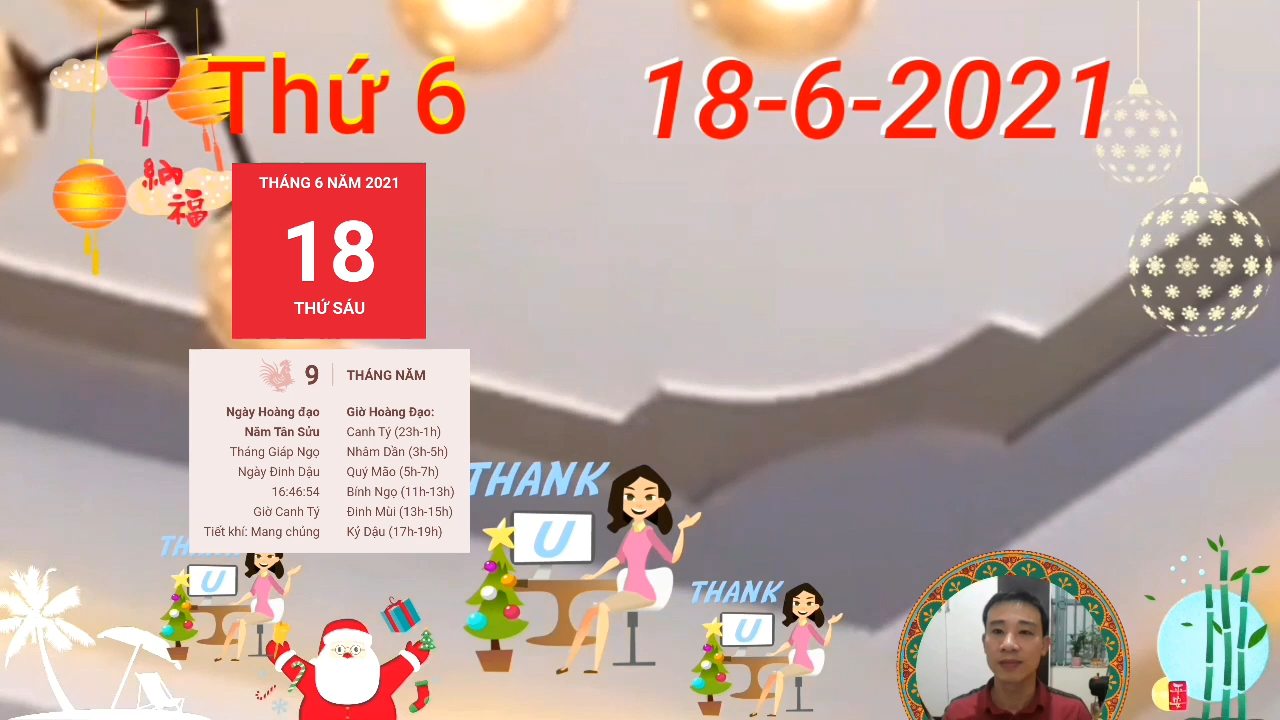 Thứ 6
18-6-2021
納
福
THÁNG 6 NĂM 2021
18
THỨ SÁU
9
THÁNG NĂM
Ngày Hoàng đạo
Năm Tân Sửu
Tháng Giáp Ngọ
Ngày Đinh Dậu
16:46:54
Giờ Canh Tý
Tiết khí: Mang chủng
Giờ Hoàng Đạo:
Canh Tý (23h-1h)
Nhâm Dần (3h-5h)
Quý Mão (5h-7h)
Bính Ngọ (11h-13h)
Đinh Mùi (13h-15h)
Kỷ Dậu (17h-19h)
THANK
U
U
THANK
U